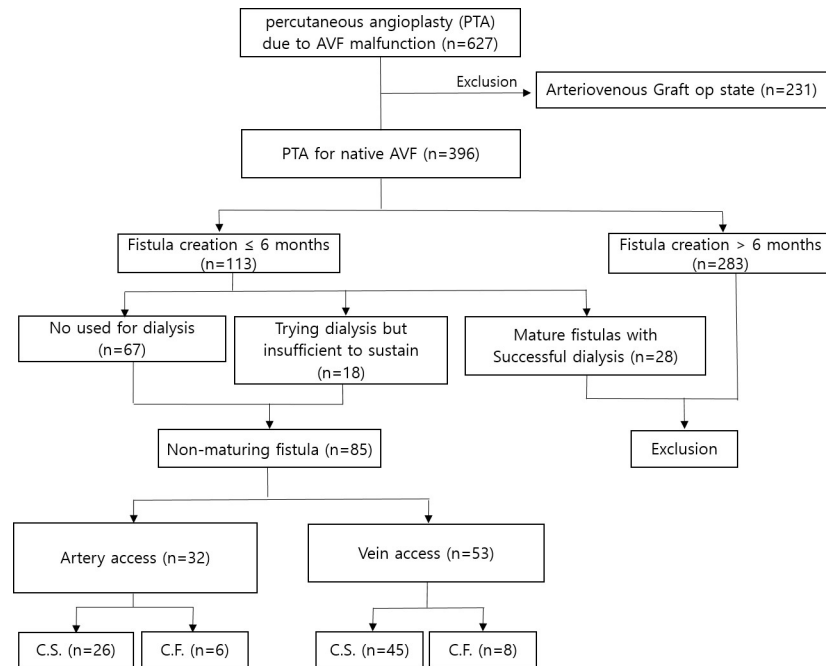 percutaneous angioplasty (PTA)
due to AVF malfunction (n=627)
Exclusion
Arteriovenous Graft op state (n=231)
PTA for native AVF (n=396)
Fistula creation ≤ 6 months
(n=113)
Fistula creation > 6 months
(n=283)
No used for dialysis
(n=67)
Trying dialysis but
insufficient to sustain
(n=18)
Mature fistulas with
Successful dialysis (n=28)
Non-maturing fistula (n=85)
Exclusion
Artery access (n=32)
Vein access (n=53)
C.S. (n=26)
C.F. (n=6)
C.S. (n=45)
C.F. (n=8)